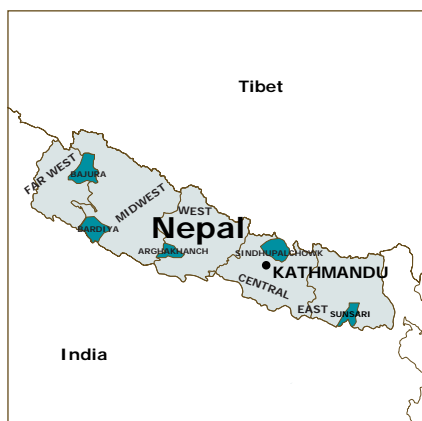 Tibet
FAR WEST
BAJURA
MIDWEST
WEST
BARDIYA
Nepal
ARGHAKHANCH
SINDHUPALCHOWK
KATHMANDU
CENTRAL
EAST
SUNSARI
India